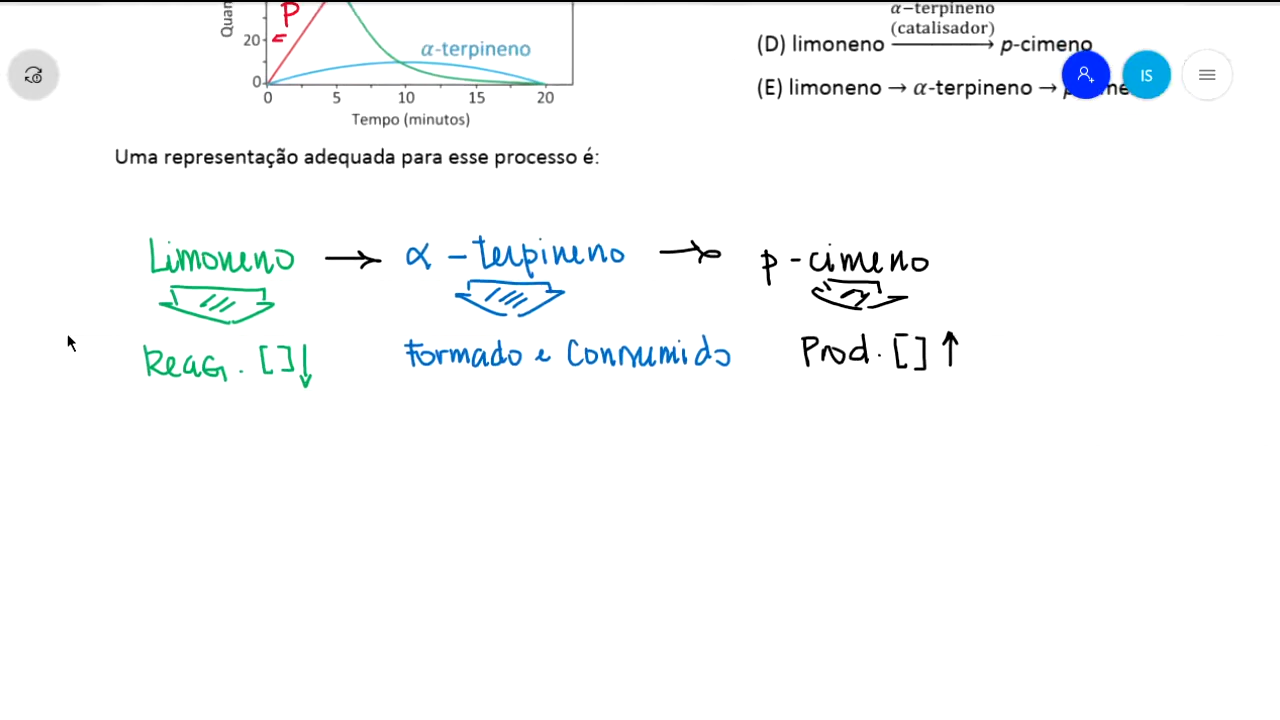 Quan
P
20
0
α-terpineno
0 5 10 15 20
Tempo (minutos)
α−terpineno
(catalisador)
(D) limoneno ⟶ p-cimeno
(E) limoneno → α-terpineno →
IS
Uma representação adequada para esse processo é:
Limoneno → α - terpineno → p - cimeno
Reag. [ ]↓ Formado e Consumido Prod. [ ]↑